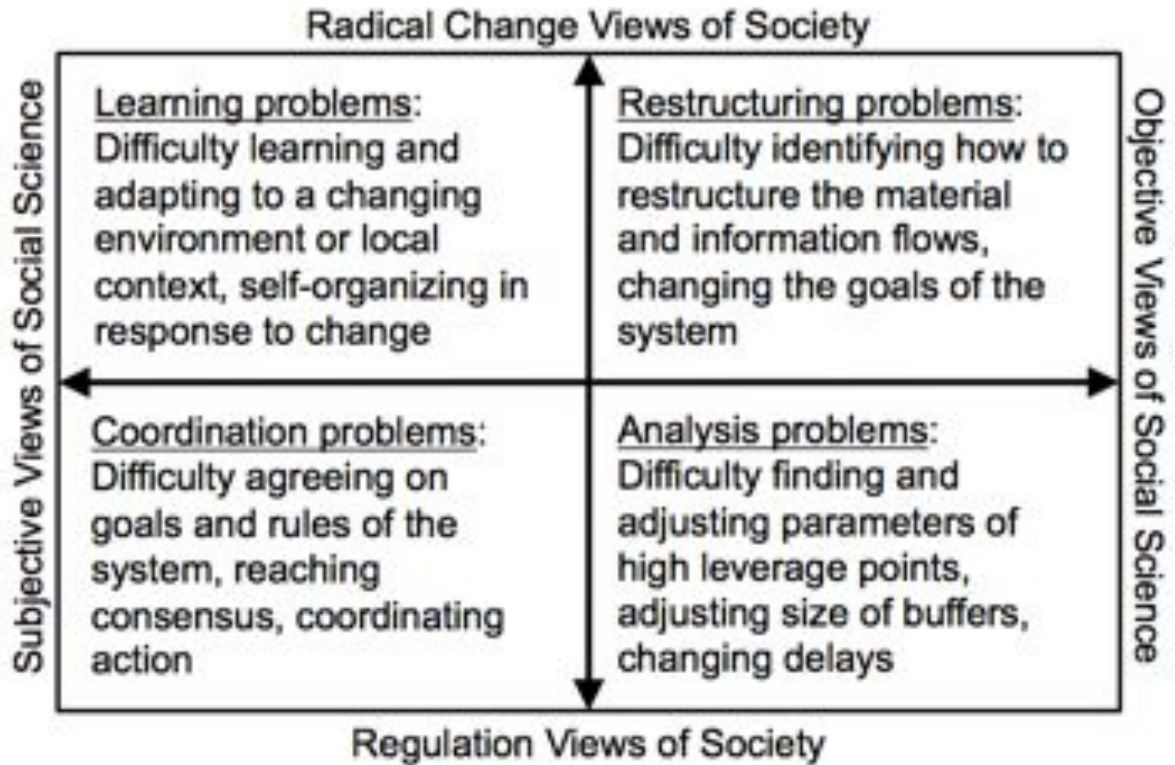 Radical Change Views of Society
Subjective Views of Social Science
Learning problems:
Difficulty learning and
adapting to a changing
environment or local
context, self-organizing in
response to change
Restructuring problems:
Difficulty identifying how to
restructure the material
and information flows,
changing the goals of the
system
Objective Views of Social Science
Coordination problems:
Difficulty agreeing on
goals and rules of the
system, reaching
consensus, coordinating
action
Analysis problems:
Difficulty finding and
adjusting parameters of
high leverage points,
adjusting size of buffers,
changing delays
Regulation Views of Society